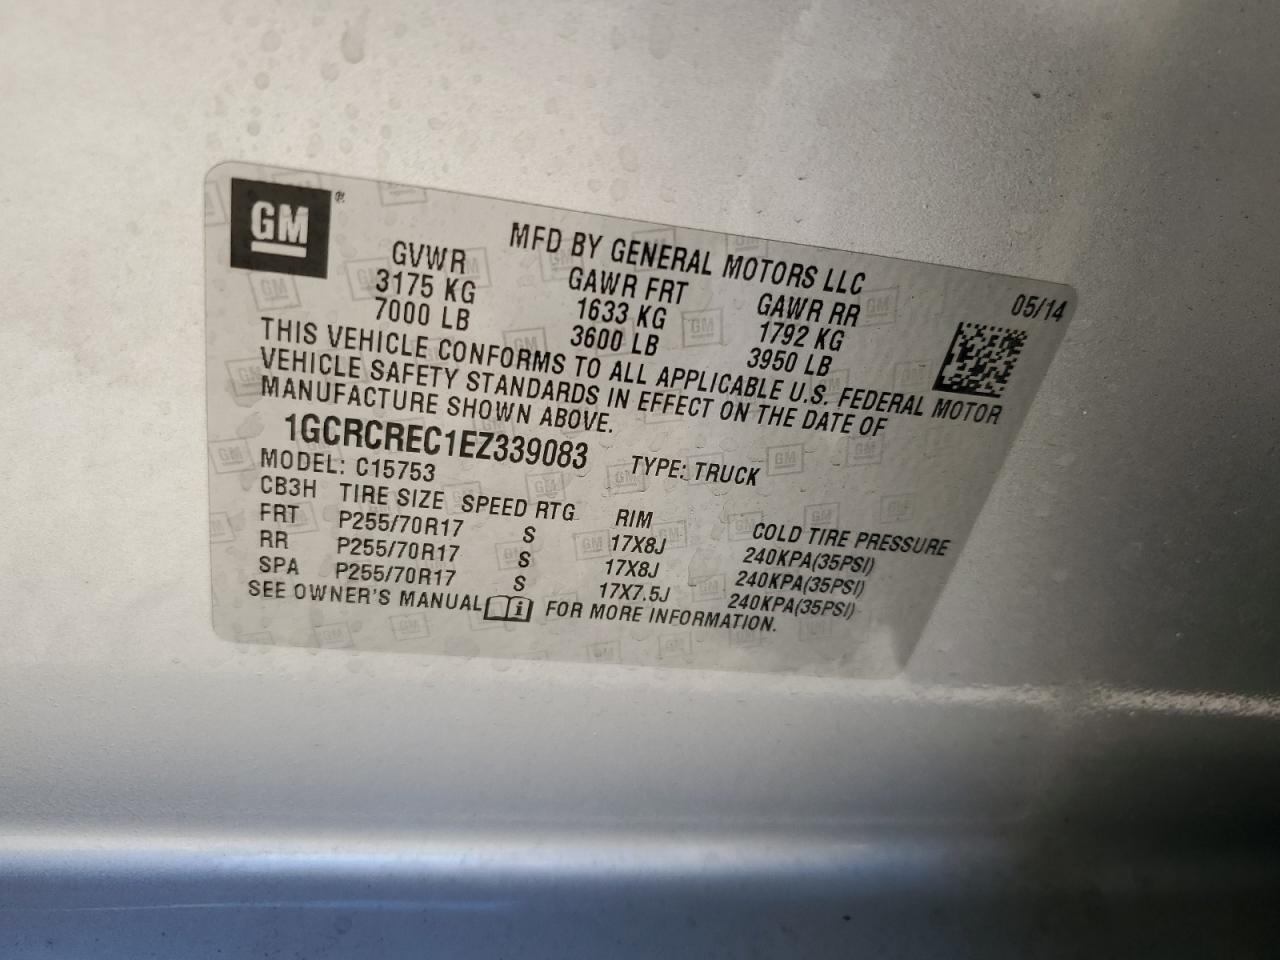 GM ®
MFD BY GENERAL MOTORS LLC
05/14
GVWR GAWR FRT GAWR RR
3175 KG 1633 KG 1792 KG
7000 LB 3600 LB 3950 LB
THIS VEHICLE CONFORMS TO ALL APPLICABLE U.S. FEDERAL MOTOR
VEHICLE SAFETY STANDARDS IN EFFECT ON THE DATE OF
MANUFACTURE SHOWN ABOVE.
1GCRCREC1EZ339083 TYPE: TRUCK
MODEL: C15753
CB3H TIRE SIZE SPEED RTG RIM COLD TIRE PRESSURE
FRT P255/70R17 S 17X8J 240KPA(35PSI)
RR P255/70R17 S 17X8J 240KPA(35PSI)
SPA P255/70R17 S 17X7.5J 240KPA(35PSI)
SEE OWNER'S MANUAL i FOR MORE INFORMATION.